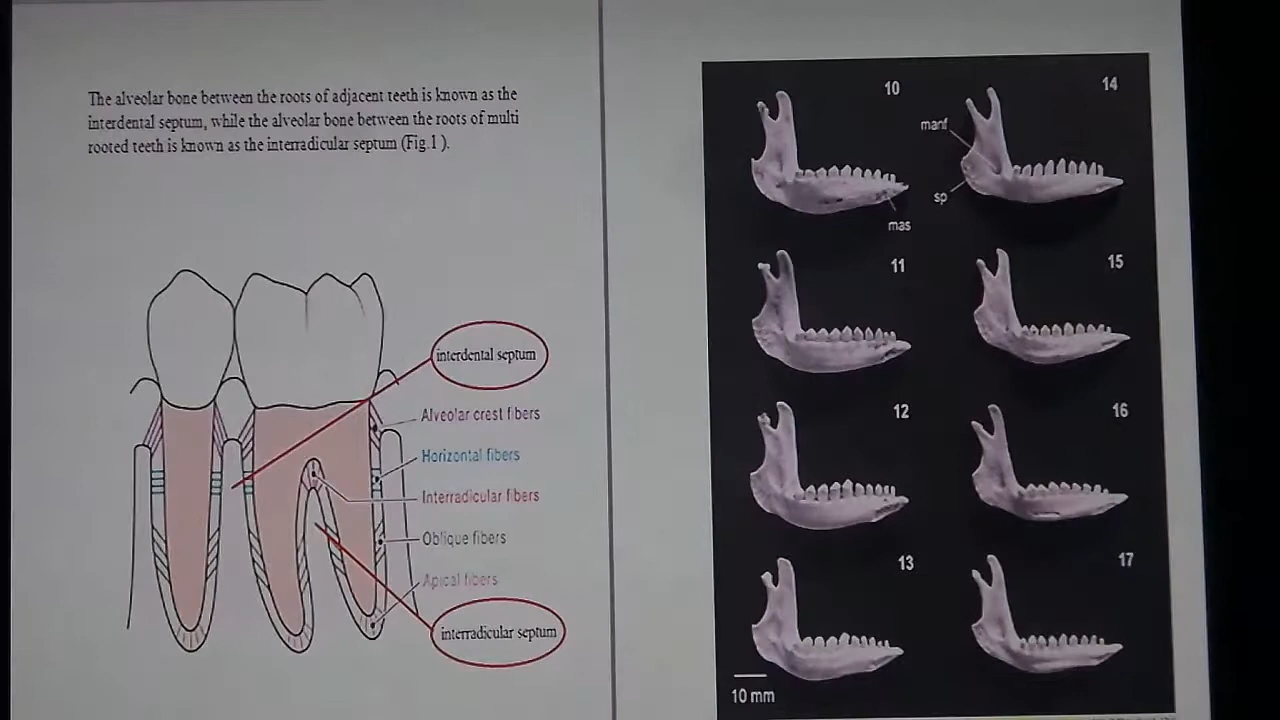 The alveolar bone between the roots of adjacent teeth is known as the
interdental septum, while the alveolar bone between the roots of multi
rooted teeth is known as the interradicular septum (Fig.1 ).
interdental septum
Alveolar crest fibers
Horizontal fibers
Interradicular fibers
Oblique fibers
Apical fibers
interradicular septum
10
14
manf
sp
mas
11
15
12
16
13
17
10 mm